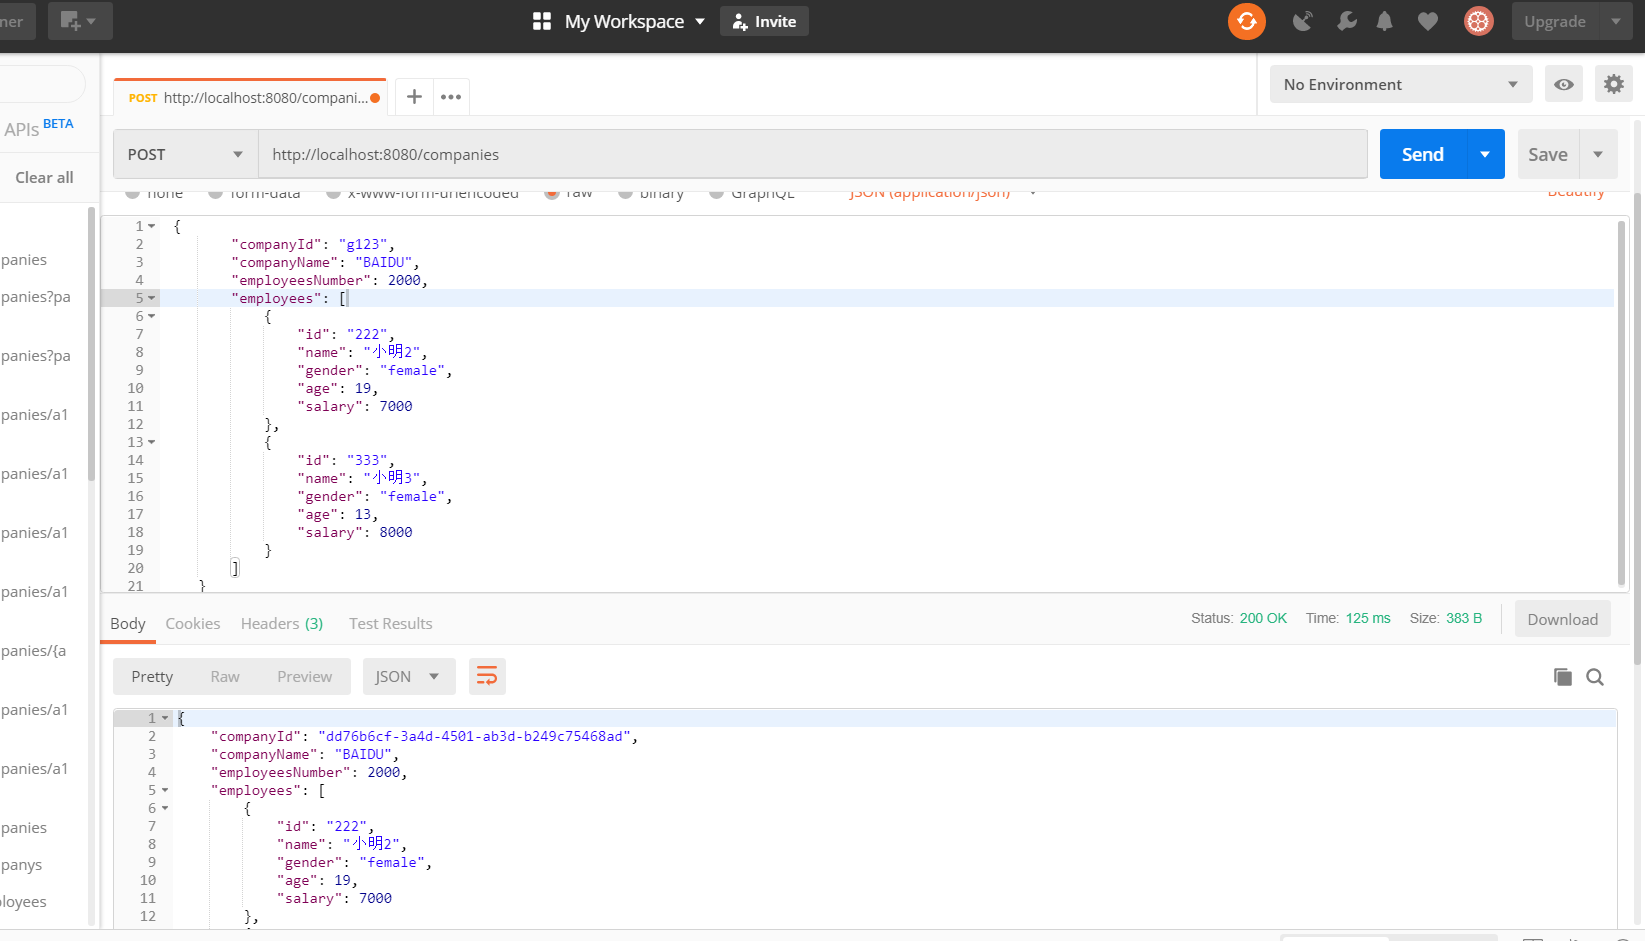 ner
My Workspace
Invite
Upgrade
APIs BETA
Clear all
panies
panies?pa
panies?pa
panies/a1
panies/a1
panies/a1
panies/a1
panies/{a
panies/a1
panies/a1
panies
panys
loyees
POST http://localhost:8080/compani...
No Environment
POST
http://localhost:8080/companies
Send
Save
none form-data x-www-form-urlencoded raw binary GraphQL JSON (application/json) Beautify
1 {
2 "companyId": "g123",
3 "companyName": "BAIDU",
4 "employeesNumber": 2000,
5 "employees": [
6 {
7 "id": "222",
8 "name": "小明2",
9 "gender": "female",
10 "age": 19,
11 "salary": 7000
12 },
13 {
14 "id": "333",
15 "name": "小明3",
16 "gender": "female",
17 "age": 13,
18 "salary": 8000
19 }
20 ]
21 }
Body Cookies Headers (3) Test Results
Status: 200 OK Time: 125 ms Size: 383 B Download
Pretty Raw Preview JSON
1 {
2 "companyId": "dd76b6cf-3a4d-4501-ab3d-b249c75468ad",
3 "companyName": "BAIDU",
4 "employeesNumber": 2000,
5 "employees": [
6 {
7 "id": "222",
8 "name": "小明2",
9 "gender": "female",
10 "age": 19,
11 "salary": 7000
12 },